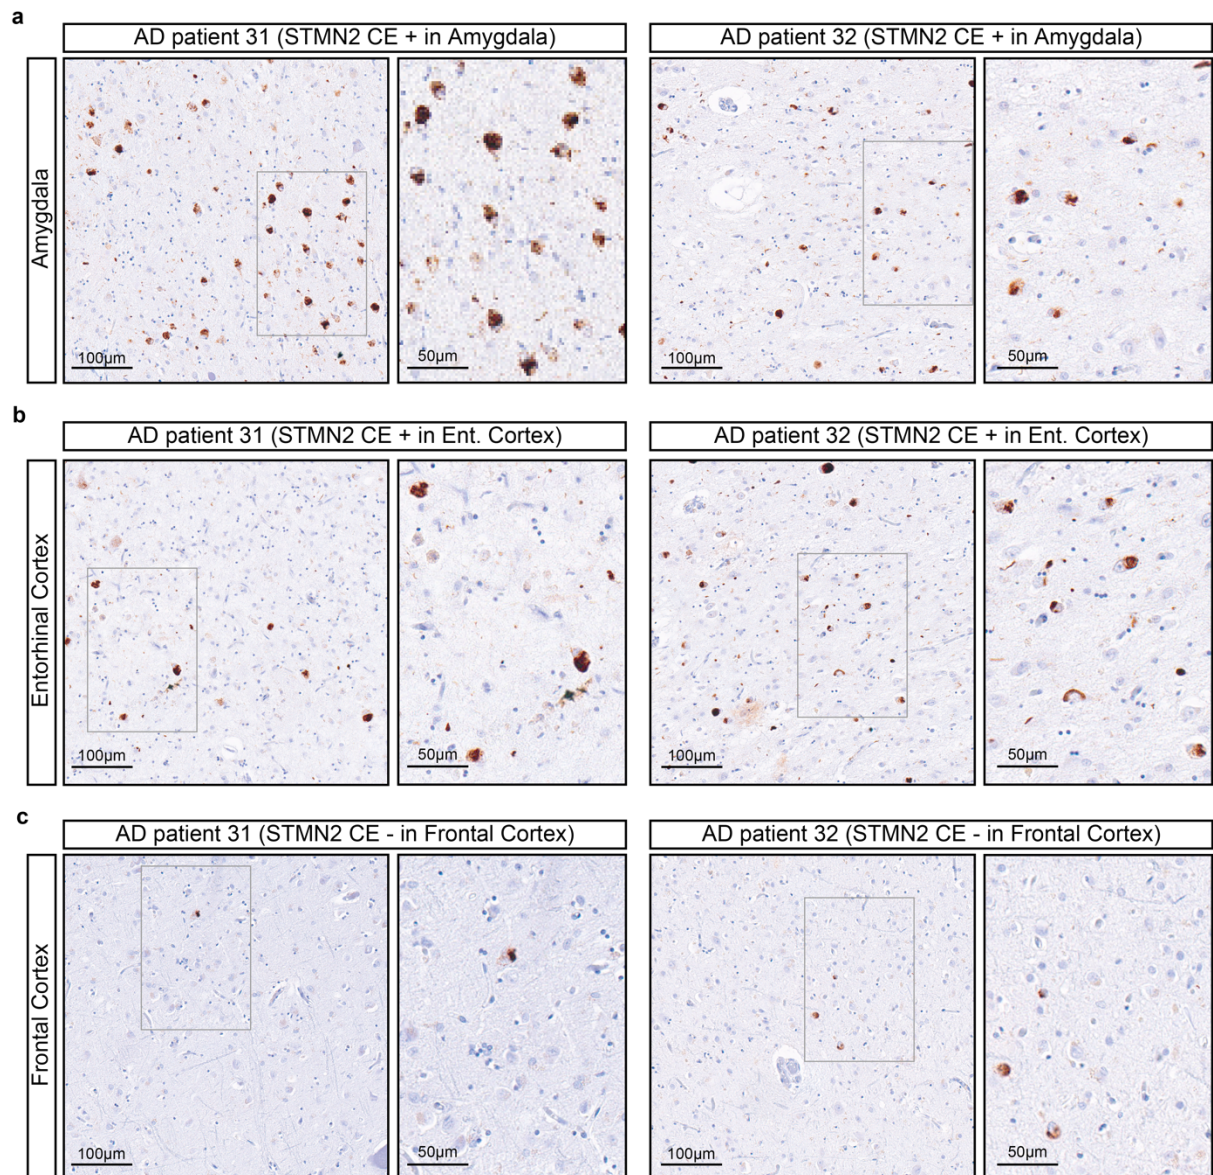 a
AD patient 31 (STMN2 CE + in Amygdala)
AD patient 32 (STMN2 CE + in Amygdala)
Amygdala
100µm
50µm
100µm
50µm
b
AD patient 31 (STMN2 CE + in Ent. Cortex)
AD patient 32 (STMN2 CE + in Ent. Cortex)
Entorhinal Cortex
100µm
50µm
100µm
50µm
c
AD patient 31 (STMN2 CE - in Frontal Cortex)
AD patient 32 (STMN2 CE - in Frontal Cortex)
Frontal Cortex
100µm
50µm
100µm
50µm